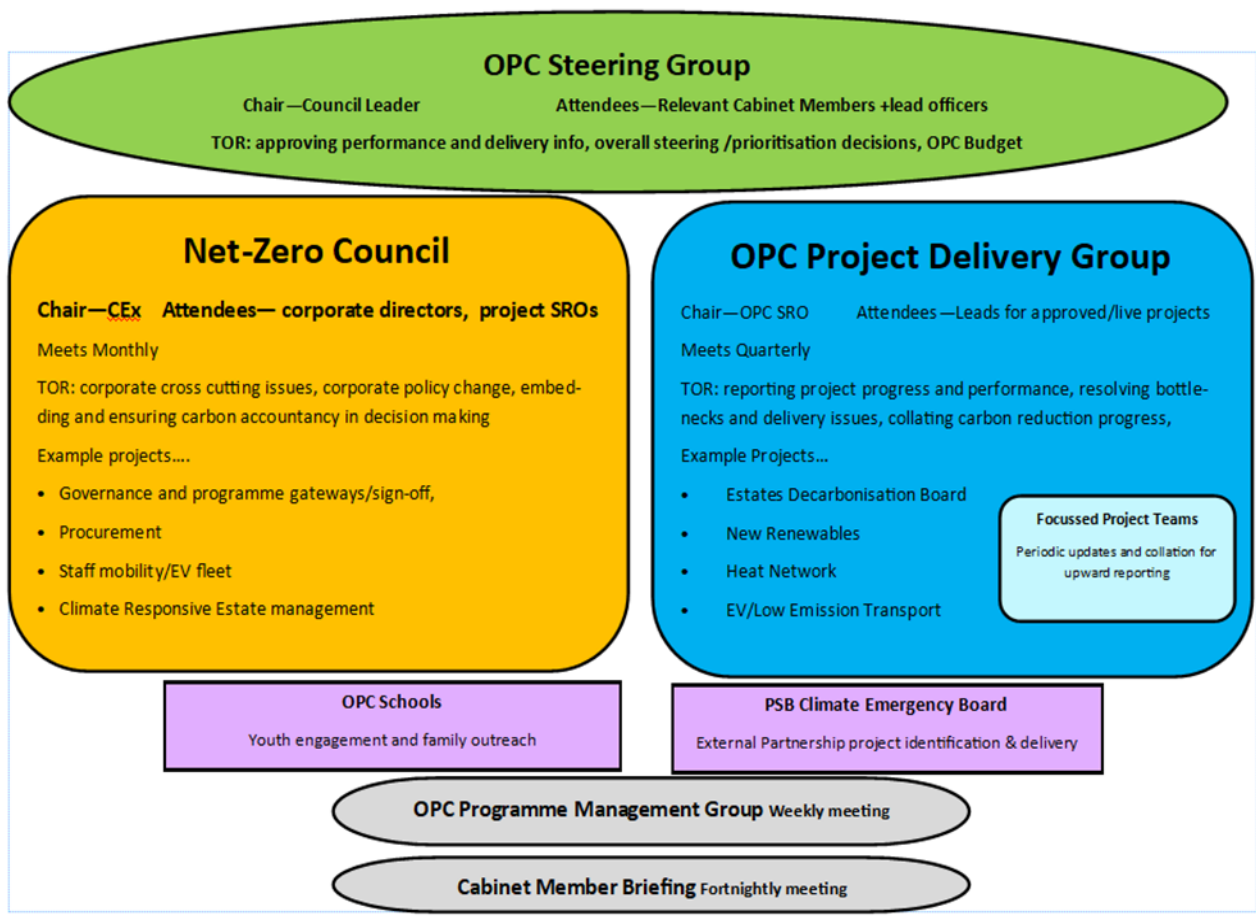 OPC Steering Group
Chair—Council Leader Attendees—Relevant Cabinet Members +lead officers
TOR: approving performance and delivery info, overall steering /prioritisation decisions, OPC Budget
Net-Zero Council
Chair—CEx Attendees— corporate directors, project SROs
Meets Monthly
TOR: corporate cross cutting issues, corporate policy change, embed-
ding and ensuring carbon accountancy in decision making
Example projects....
• Governance and programme gateways/sign-off,
• Procurement
• Staff mobility/EV fleet
• Climate Responsive Estate management
OPC Project Delivery Group
Chair—OPC SRO Attendees—Leads for approved/live projects
Meets Quarterly
TOR: reporting project progress and performance, resolving bottle-
necks and delivery issues, collating carbon reduction progress,
Example Projects...
• Estates Decarbonisation Board
• New Renewables
• Heat Network
• EV/Low Emission Transport
Focussed Project Teams
Periodic updates and collation for
upward reporting
OPC Schools
Youth engagement and family outreach
PSB Climate Emergency Board
External Partnership project identification & delivery
OPC Programme Management Group Weekly meeting
Cabinet Member Briefing Fortnightly meeting